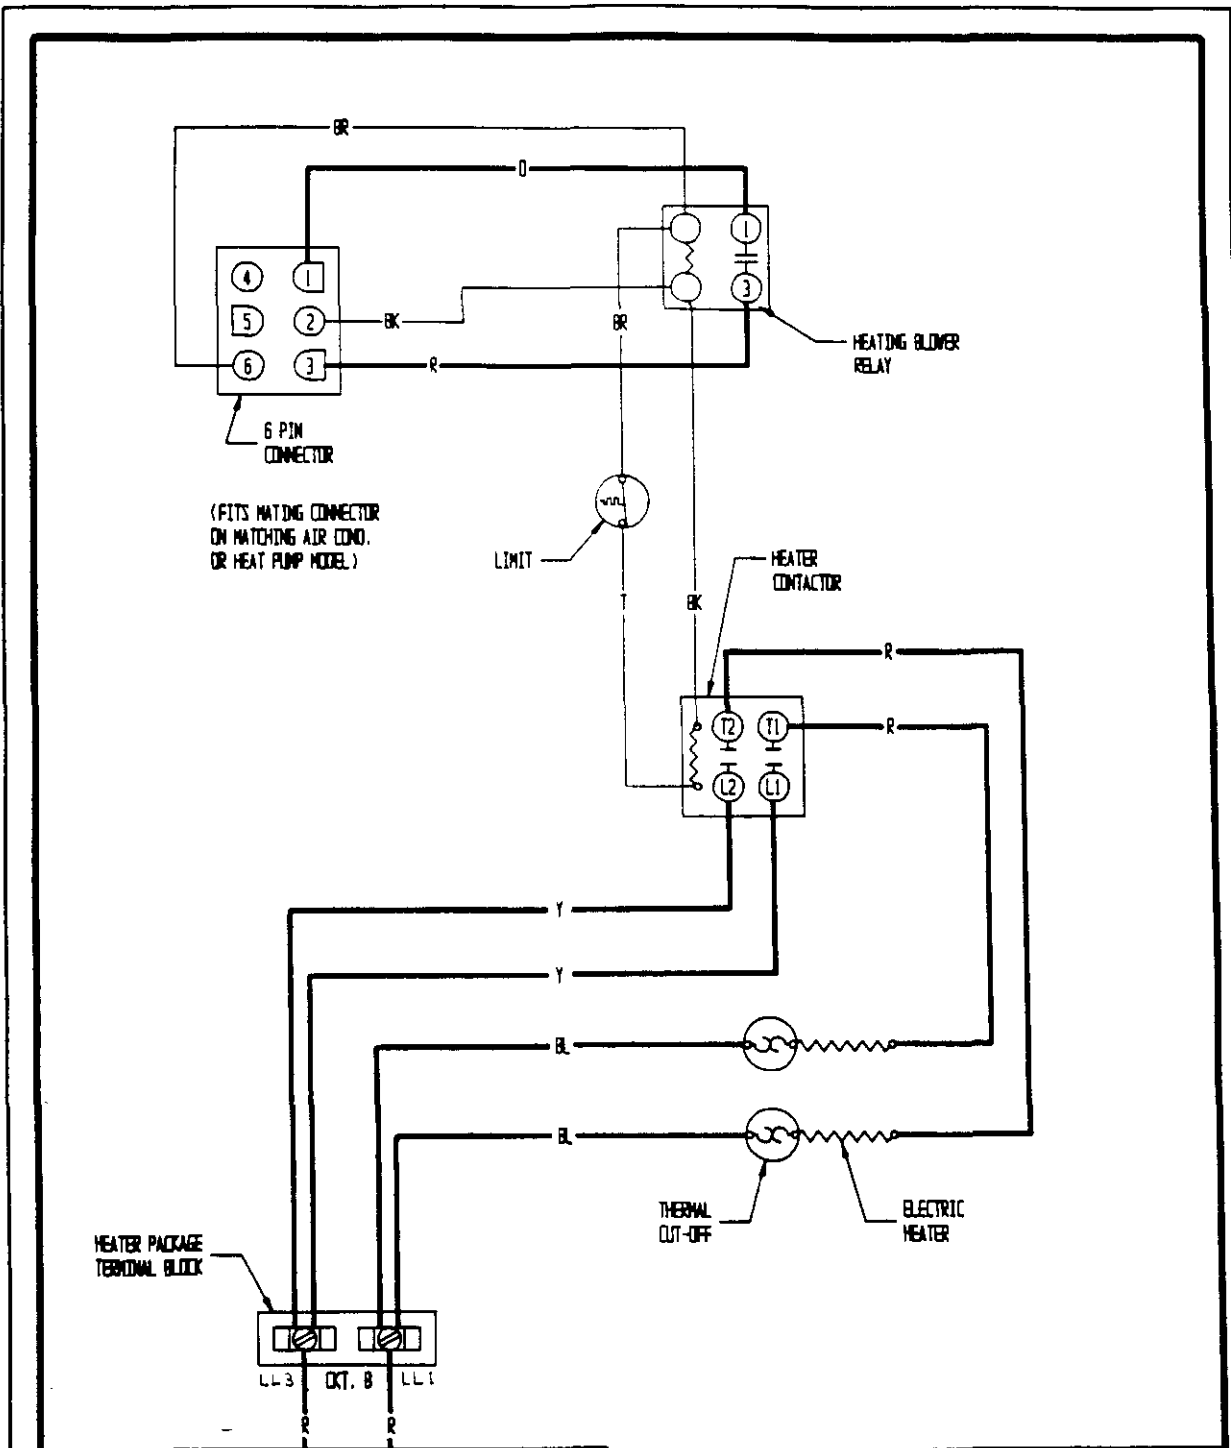 BR
O
4
1
1
5
2
BK
3
BR
HEATING BLOWER
RELAY
6
3
R
6 PIN
CONNECTOR
(FITS MATING CONNECTOR
ON MATCHING AIR COND.
OR HEAT PUMP MODEL)
LIMIT
HEATER
CONTACTOR
T
BK
R
T2
T1
R
L2
L1
Y
Y
BL
BL
THERMAL
CUT-OFF
ELECTRIC
HEATER
HEATER PACKAGE
TERMINAL BLOCK
LL3
CKT. B
LL1
R
R